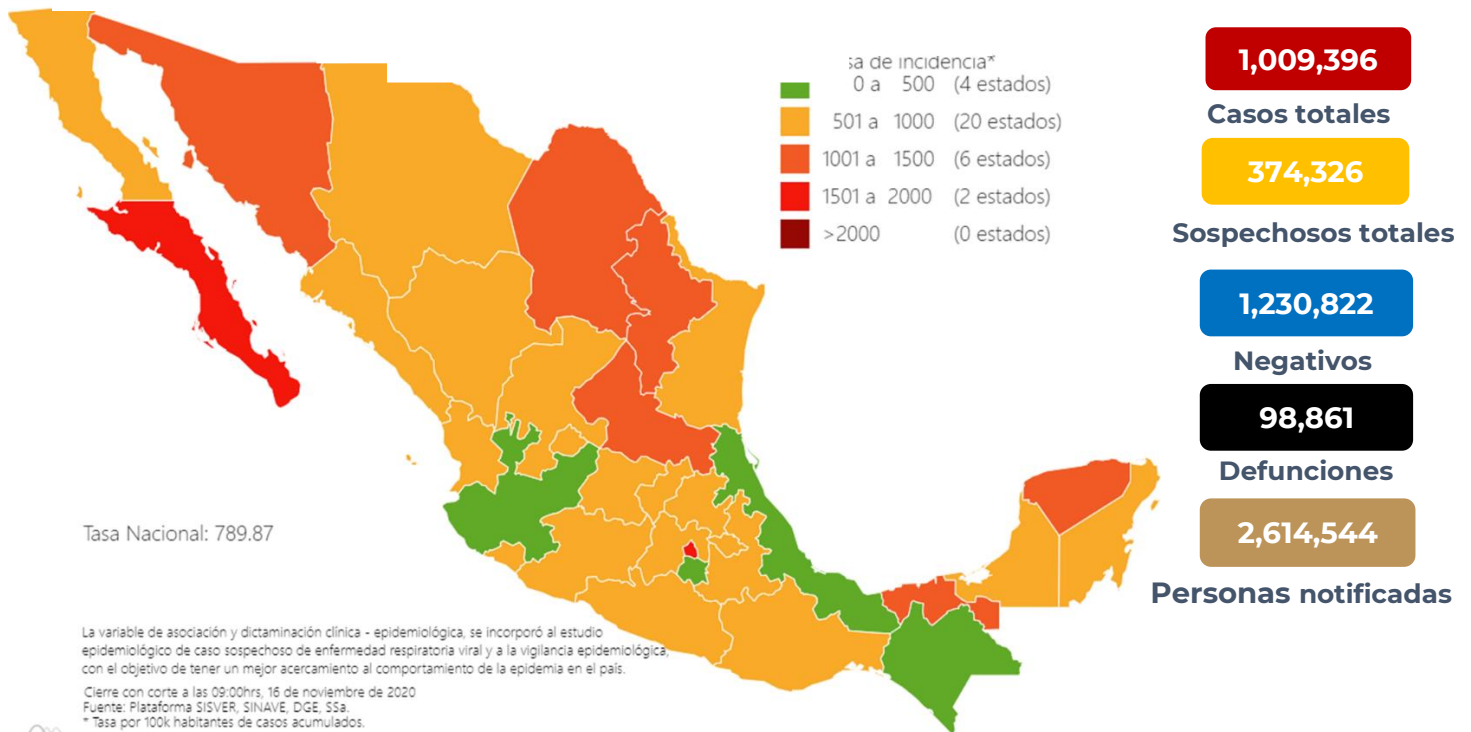 sa de incidencia*
0 a 500 (4 estados)
501 a 1000 (20 estados)
1001 a 1500 (6 estados)
1501 a 2000 (2 estados)
>2000 (0 estados)
1,009,396
Casos totales
374,326
Sospechosos totales
1,230,822
Negativos
98,861
Defunciones
2,614,544
Personas notificadas
Tasa Nacional: 789.87
La variable de asociación y dictaminación clínica - epidemiológica, se incorporó al estudio
epidemiológico de caso sospechoso de enfermedad respiratoria viral y a la vigilancia epidemiológica,
con el objetivo de tener un mejor acercamiento al comportamiento de la epidemia en el país.
Cierre con corte a las 09:00hrs, 16 de noviembre de 2020
Fuente: Plataforma SISVER, SINAVE, DGE, SSa.
* Tasa por 100k habitantes de casos acumulados.